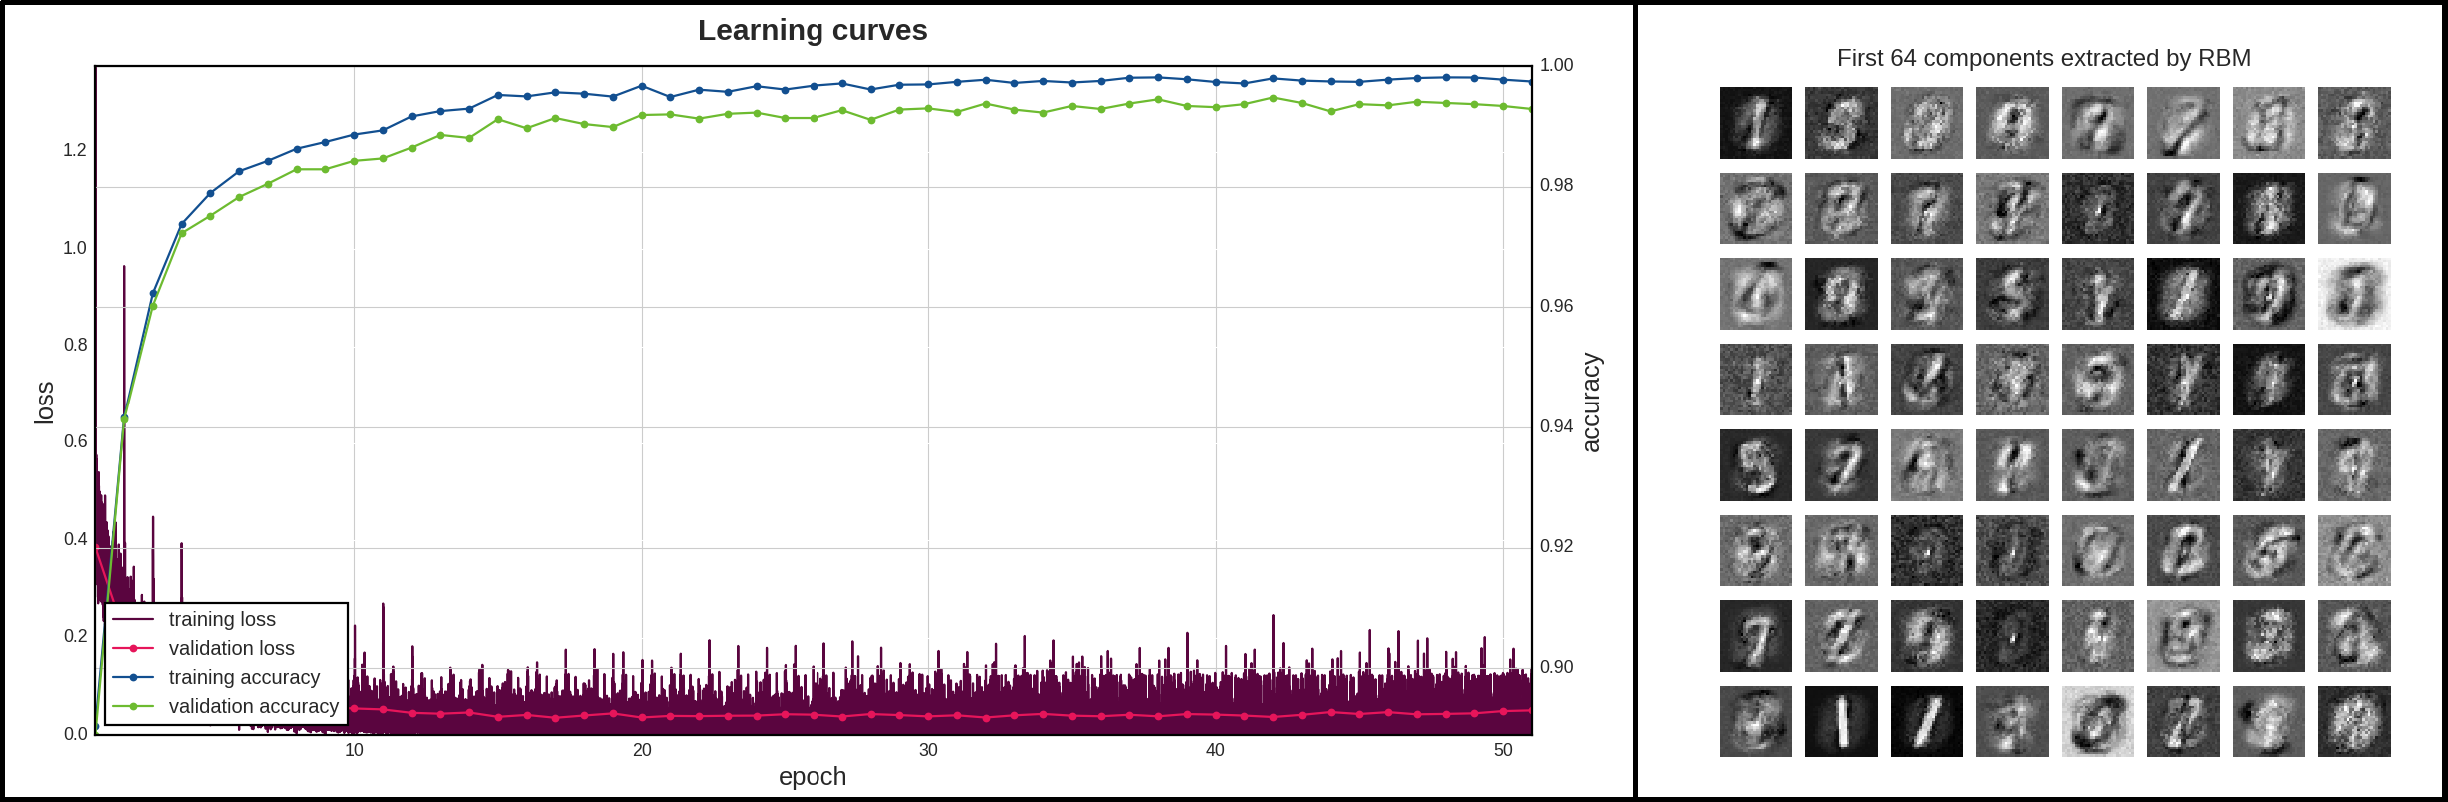 Learning curves
1.2
1.0
0.8
0.6
0.4
0.2
0.0
loss
training loss
validation loss
training accuracy
validation accuracy
10
20
30
40
50
epoch
1.00
0.98
0.96
0.94
0.92
0.90
accuracy
First 64 components extracted by RBM